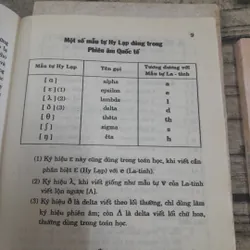 9
Một số mẫu tự Hy Lạp dùng trong
Phiên âm Quốc tế
Mẫu tự Hy Lạp Tên gọi Tương đương với
Mẫu tự La - tinh
[ ɑ ] alpha a
[ ε ] (1) epsilon e
[ λ ] (2) lambda l
[ δ ] (3) delta d
[ θ ] thêta th
[ ʃ ] sigma s
[ η ] êta h
(1) Ký hiệu ε này cũng dùng trong toán học, khi viết cần
phân biệt ε (Hy Lạp) với e (La-tinh).
(2) Ký hiệu λ, khi viết giống như mẫu tự v của La-tinh
viết lộn ngược [Λ].
(3) Ký hiệu δ là delta viết theo lối thường, chỉ dùng làm
ký hiệu phiên âm; còn Δ là delta viết lối chữ hoa,
thường dùng trong toán học.